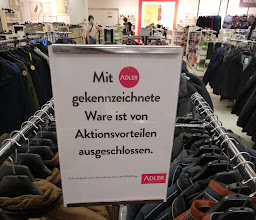 Mit ADLER
gekennzeichnete
Ware ist von
Aktionsvorteilen
ausgeschlossen.
ADLER